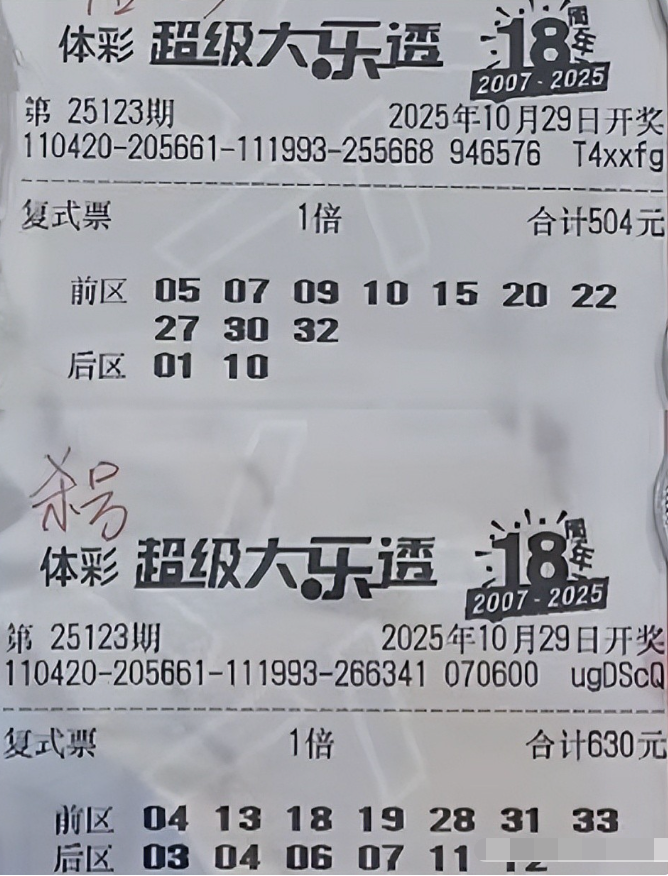 体彩 超级大乐透 18周年
2007-2025
第 25123期 2025年10月29日开奖
110420-205661-111993-255668 946576 T4xxfg
复式票 1倍 合计504元
前区 05 07 09 10 15 20 22
27 30 32
后区 01 10
杀号
体彩 超级大乐透 18周年
2007-2025
第 25123期 2025年10月29日开奖
110420-205661-111993-266341 070600 ugDScQ
复式票 1倍 合计630元
前区 04 13 18 19 28 31 33
后区 03 04 06 07 11 12